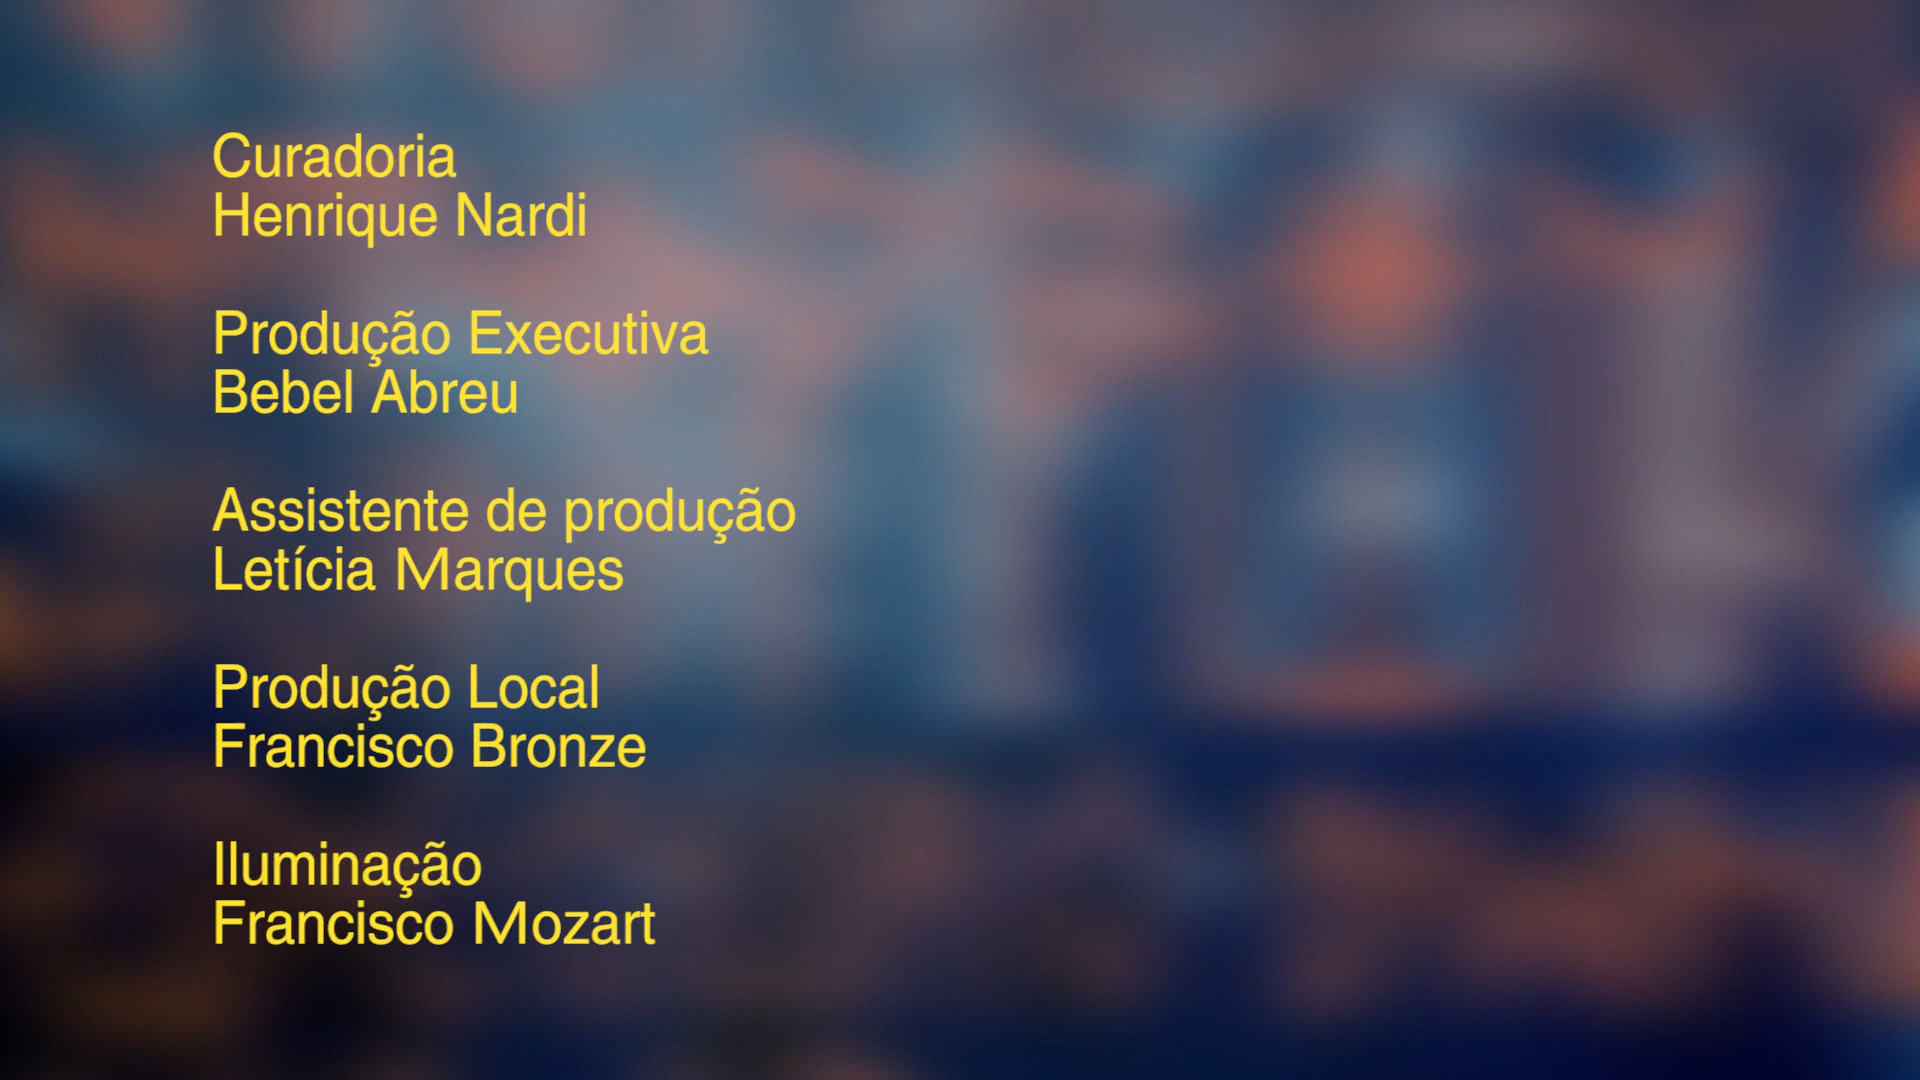 Curadoria
Henrique Nardi
Produção Executiva
Bebel Abreu
Assistente de produção
Letícia Marques
Produção Local
Francisco Bronze
Iluminação
Francisco Mozart